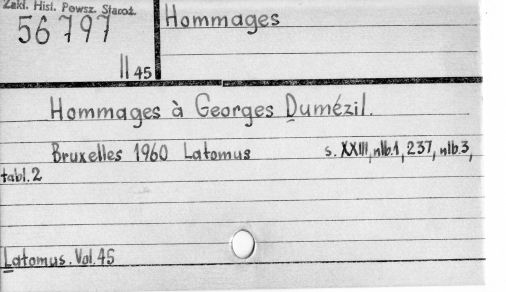 Zakł. Hist. Powsz. Staroż.
56797
II 45
Hommages
Hommages à Georges Dumézil.
Bruxelles 1960 Latomus s. XXIII, nlb.1, 237, nlb.3,
tabl.2
Latomus. Vol. 45